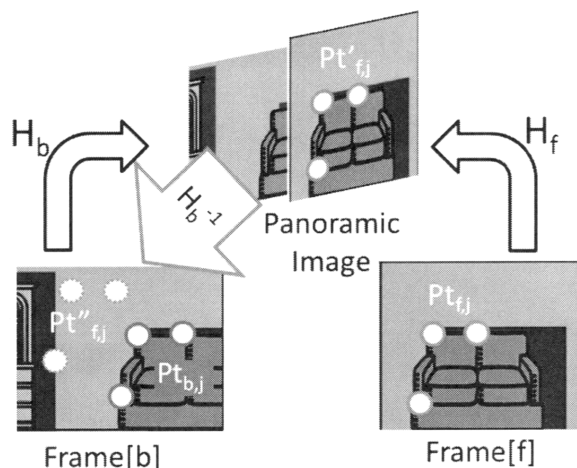 Pt'f,j
Hb
Hf
Hb-1
Panoramic
Image
Pt"f,j
Ptb,j
Ptf,j
Frame[b]
Frame[f]